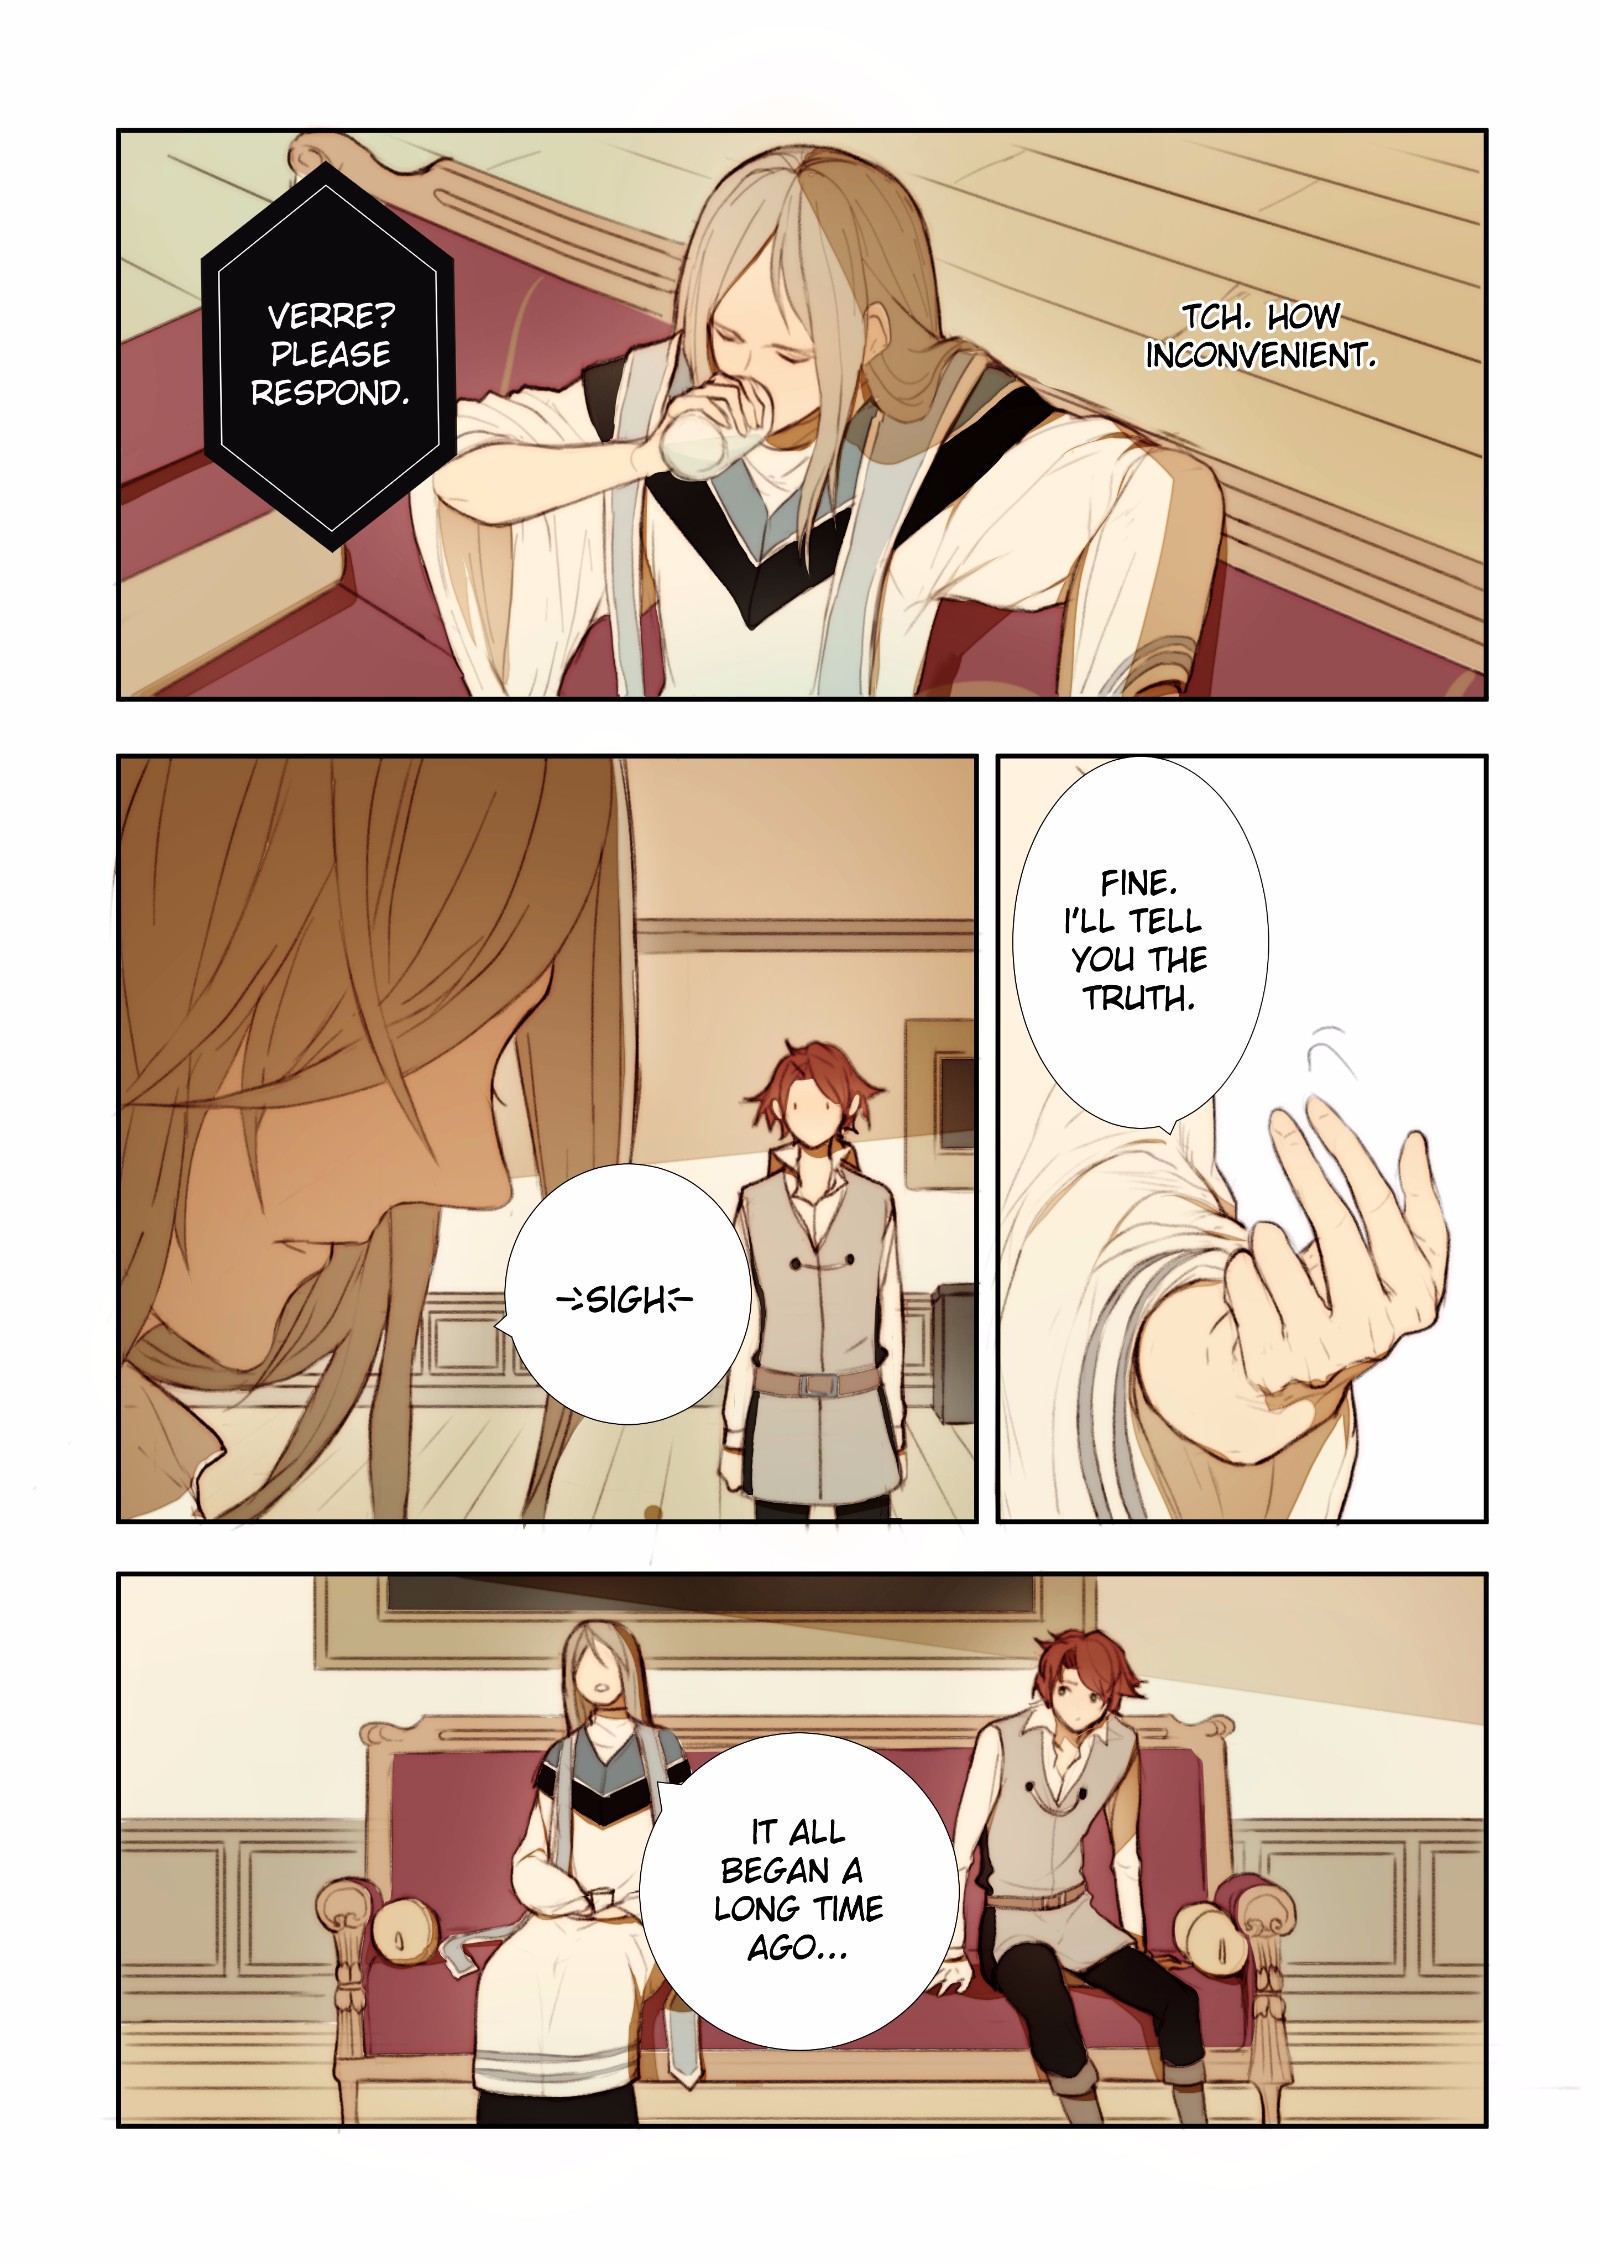 VERRE?
PLEASE
RESPOND.
TCH. HOW
INCONVENIENT.
SIGH
FINE.
I'LL TELL
YOU THE
TRUTH.
IT ALL
BEGAN A
LONG TIME
AGO...